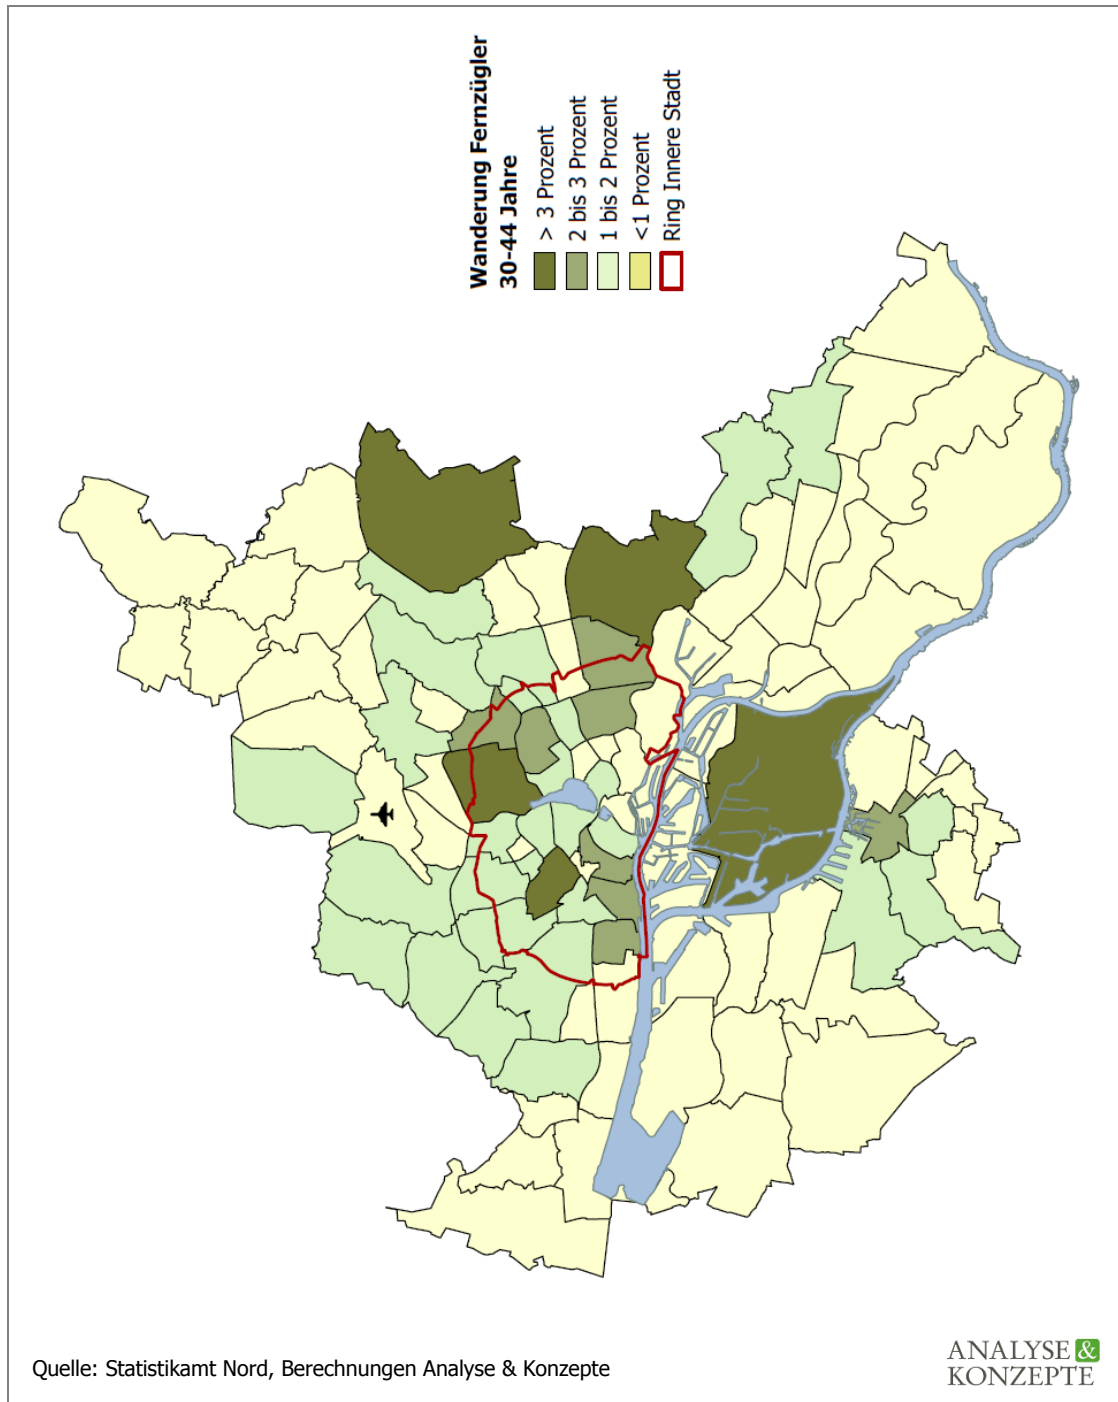 Wanderung Fernzügler
30-44 Jahre
> 3 Prozent
2 bis 3 Prozent
1 bis 2 Prozent
<1 Prozent
Ring Innere Stadt
Quelle: Statistikamt Nord, Berechnungen Analyse & Konzepte
ANALYSE &
KONZEPTE